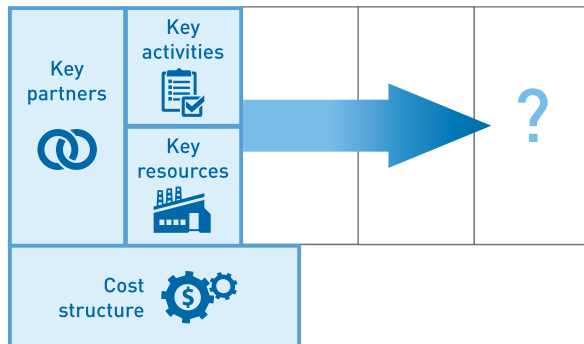 Key
partners
Key
activities
Key
resources
?
Cost
structure
$